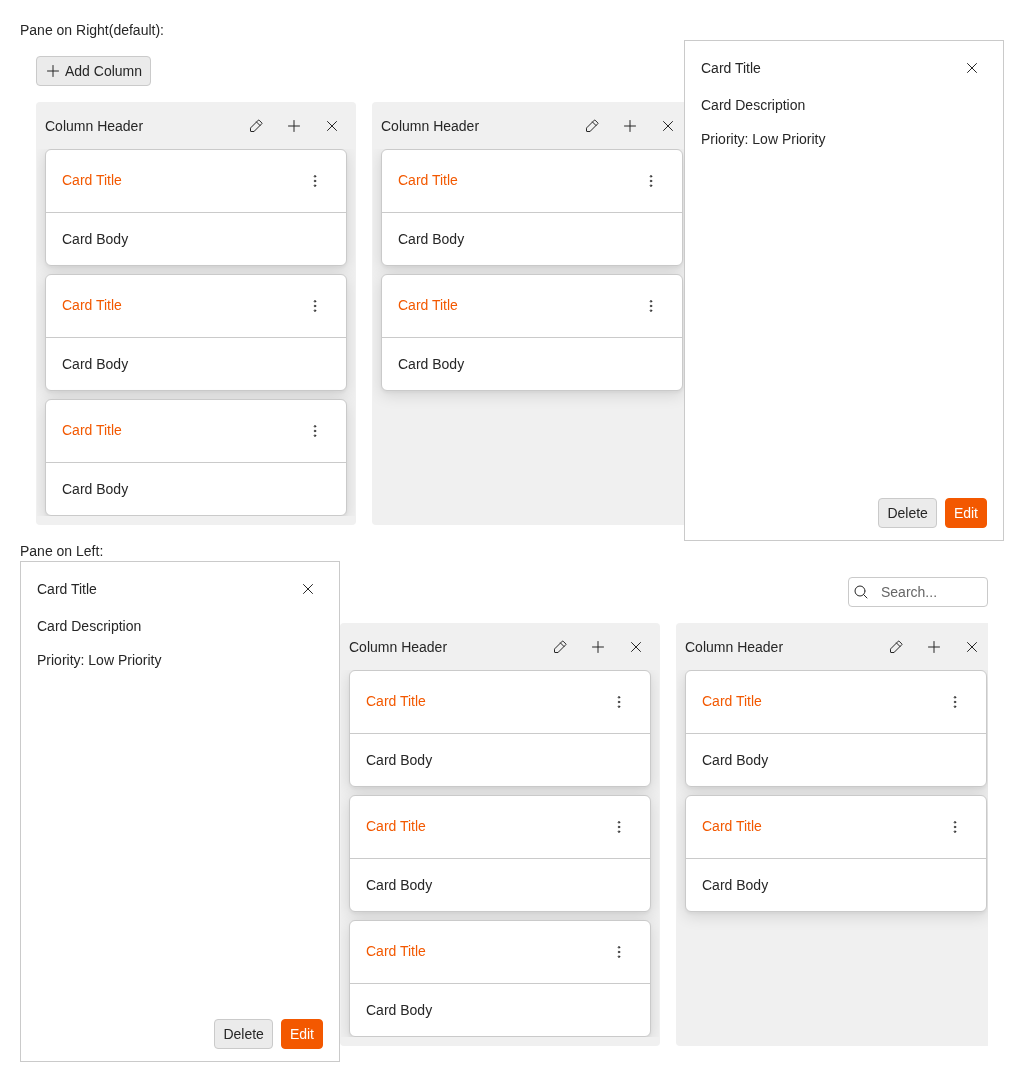 Pane on Right(default):
Add Column
Column Header
Card Title
Card Body
Card Title
Card Body
Card Title
Card Body
Column Header
Card Title
Card Body
Card Title
Card Body
Card Title
Card Description
Priority: Low Priority
Delete
Edit
Pane on Left:
Card Title
Card Description
Priority: Low Priority
Delete
Edit
Search...
Column Header
Card Title
Card Body
Card Title
Card Body
Card Title
Card Body
Column Header
Card Title
Card Body
Card Title
Card Body